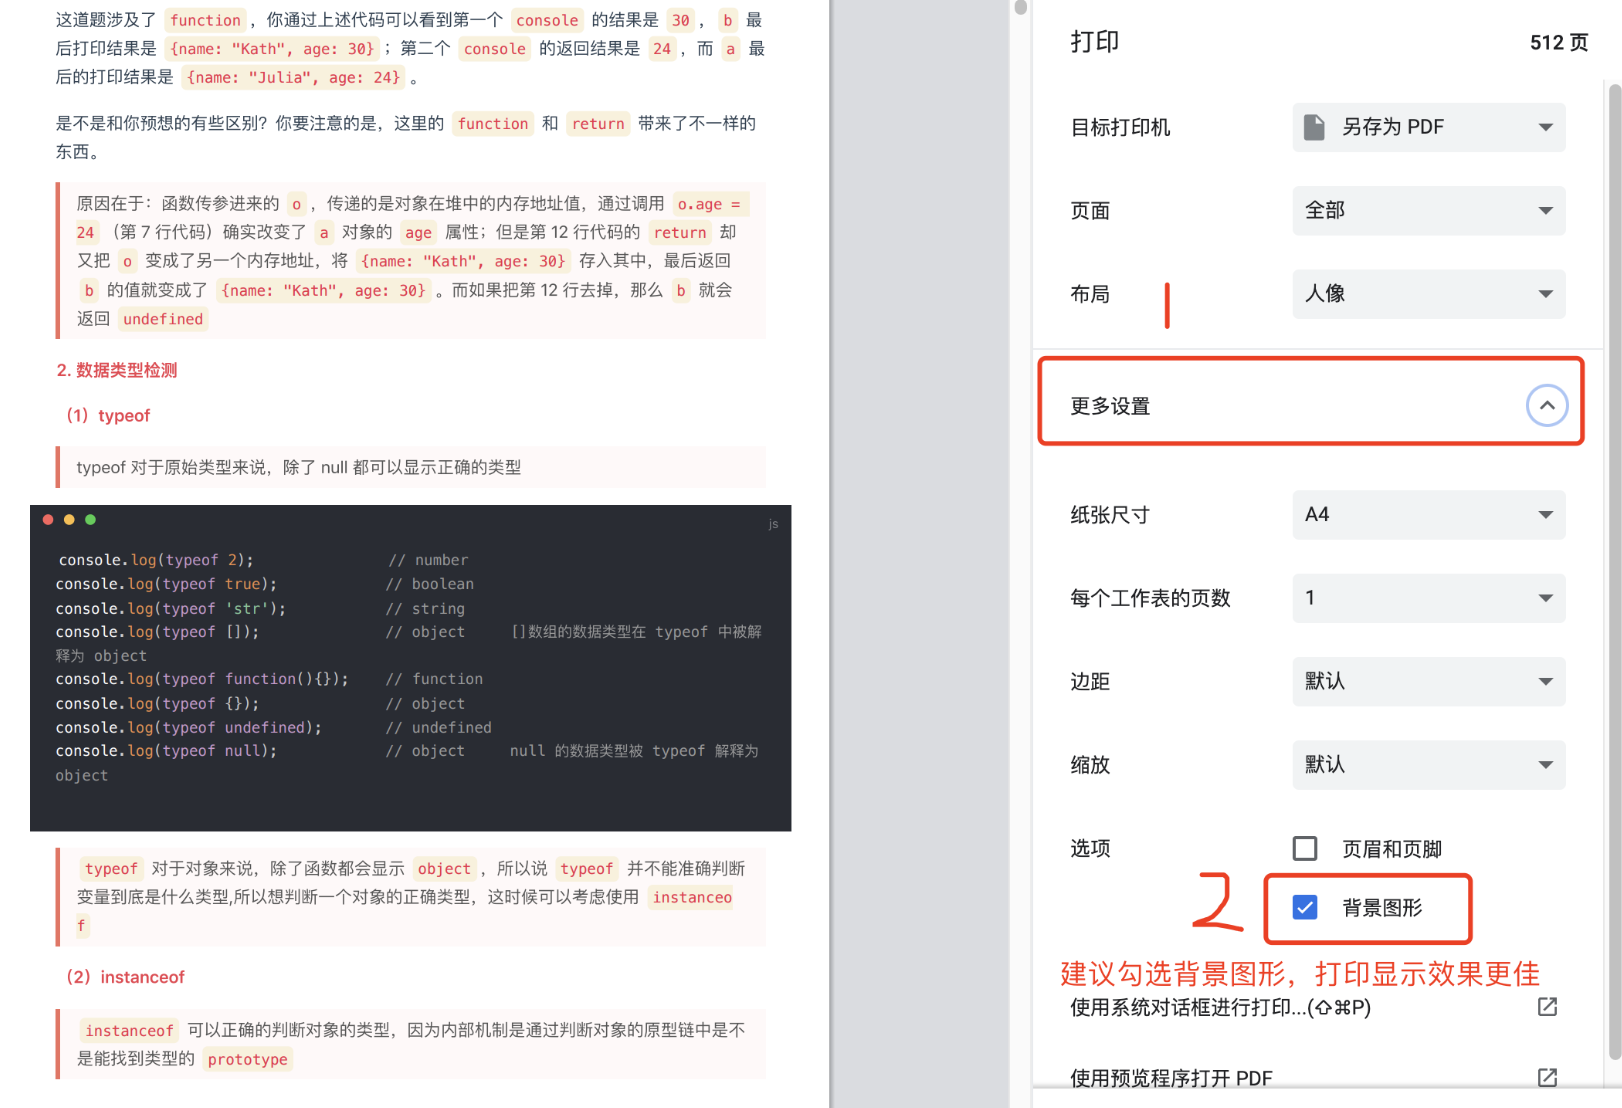 这道题涉及了 function ，你通过上述代码可以看到第一个 console 的结果是 30 ， b 最
后打印结果是 {name: "Kath", age: 30} ；第二个 console 的返回结果是 24 ，而 a 最
后的打印结果是 {name: "Julia", age: 24} 。
是不是和你预想的有些区别？你要注意的是，这里的 function 和 return 带来了不一样的
东西。
原因在于：函数传参进来的 o ，传递的是对象在堆中的内存地址值，通过调用 o.age =
24 （第 7 行代码）确实改变了 a 对象的 age 属性；但是第 12 行代码的 return 却
又把 o 变成了另一个内存地址，将 {name: "Kath", age: 30} 存入其中，最后返回
b 的值就变成了 {name: "Kath", age: 30} 。而如果把第 12 行去掉，那么 b 就会
返回 undefined
2. 数据类型检测
（1）typeof
typeof 对于原始类型来说，除了 null 都可以显示正确的类型
js
console.log(typeof 2); // number
console.log(typeof true); // boolean
console.log(typeof 'str'); // string
console.log(typeof []); // object []数组的数据类型在 typeof 中被解
释为 object
console.log(typeof function(){}); // function
console.log(typeof {}); // object
console.log(typeof undefined); // undefined
console.log(typeof null); // object null 的数据类型被 typeof 解释为
object
typeof 对于对象来说，除了函数都会显示 object ，所以说 typeof 并不能准确判断
变量到底是什么类型,所以想判断一个对象的正确类型，这时候可以考虑使用 instanceo
f
（2）instanceof
instanceof 可以正确的判断对象的类型，因为内部机制是通过判断对象的原型链中是不
是能找到类型的 prototype
打印 512 页
目标打印机 另存为 PDF
页面 全部
布局 人像
1
更多设置
纸张尺寸 A4
每个工作表的页数 1
边距 默认
缩放 默认
选项 页眉和页脚
2 背景图形
建议勾选背景图形，打印显示效果更佳
使用系统对话框进行打印...(⇧⌘P)
使用预览程序打开 PDF